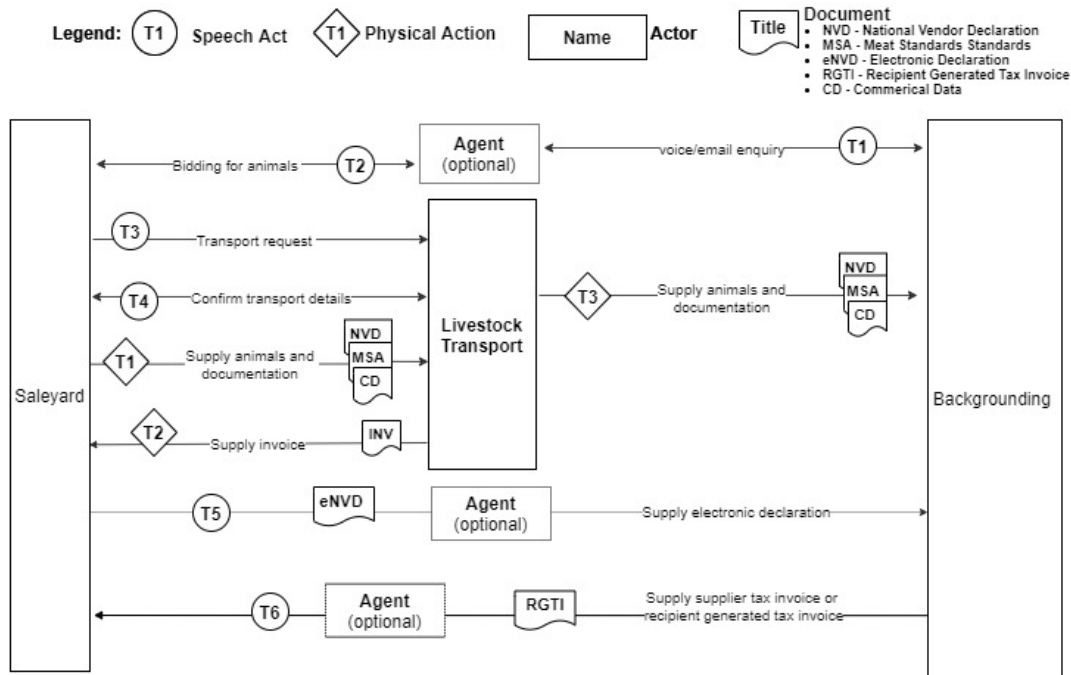 Legend: T1 Speech Act T1 Physical Action Name Actor Title Document
• NVD - National Vendor Declaration
• MSA - Meat Standards Standards
• eNVD - Electronic Declaration
• RGTI - Recipient Generated Tax Invoice
• CD - Commerical Data
Agent
(optional)
Bidding for animals T2
voice/email enquiry T1
T3 Transport request
T4 Confirm transport details
T1 Supply animals and
documentation
NVD
MSA
CD
T2 Supply invoice INV
Livestock
Transport
T3 Supply animals and
documentation
NVD
MSA
CD
Saleyard
Backgrounding
T5 eNVD
Agent
(optional)
Supply electronic declaration
T6
Agent
(optional)
RGTI
Supply supplier tax invoice or
recipient generated tax invoice